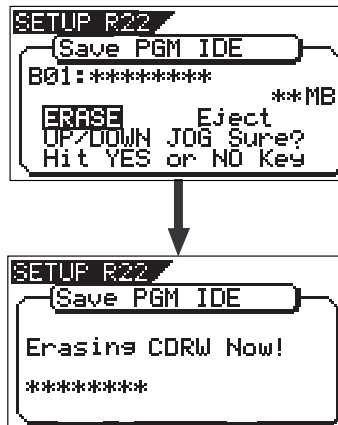 SETUP R22
Save PGM IDE
B01:********
**MB
ERASE Eject
UP/DOWN JOG Sure?
Hit YES or NO Key
SETUP R22
Save PGM IDE
Erasing CDRW Now!
********